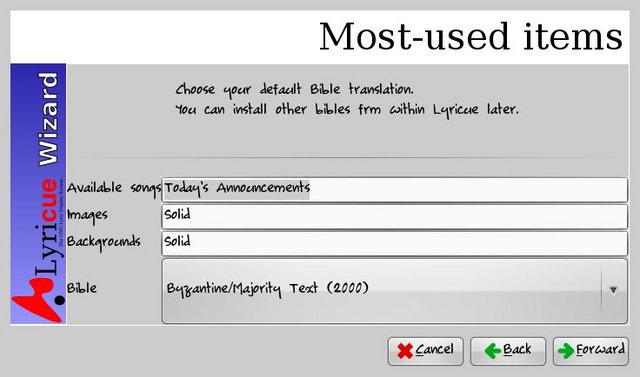 Most-used items
Choose your default Bible translation.
You can install other bibles frm within Lyricue later.
Available songs Today's Announcements
Images Solid
Backgrounds Solid
Bible Byzantine/Majority Text (2000)
Lyricue Wizard
The GNU Lyric Display System
Cancel Back Forward